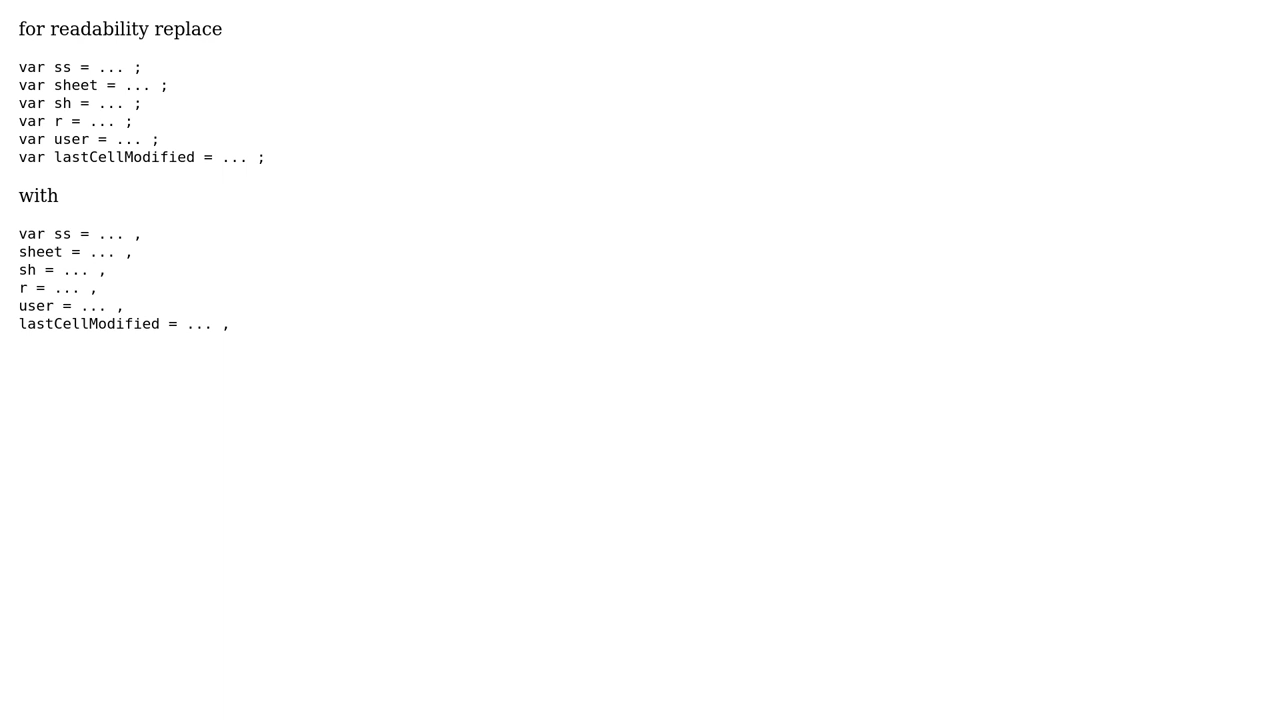 for readability replace
var ss = ... ;
var sheet = ... ;
var sh = ... ;
var r = ... ;
var user = ... ;
var lastCellModified = ... ;
with
var ss = ... ,
sheet = ... ,
sh = ... ,
r = ... ,
user = ... ,
lastCellModified = ... ,